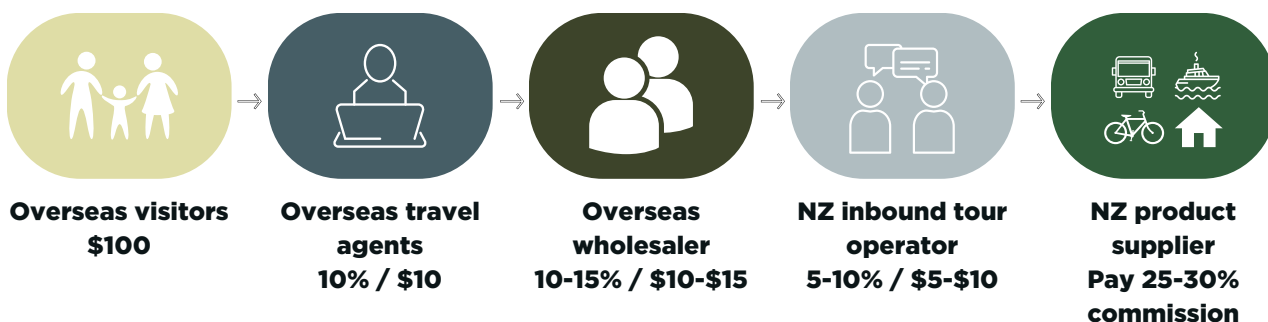 Overseas visitors
$100
Overseas travel
agents
10% / $10
Overseas
wholesaler
10-15% / $10-$15
NZ inbound tour
operator
5-10% / $5-$10
NZ product
supplier
Pay 25-30%
commission